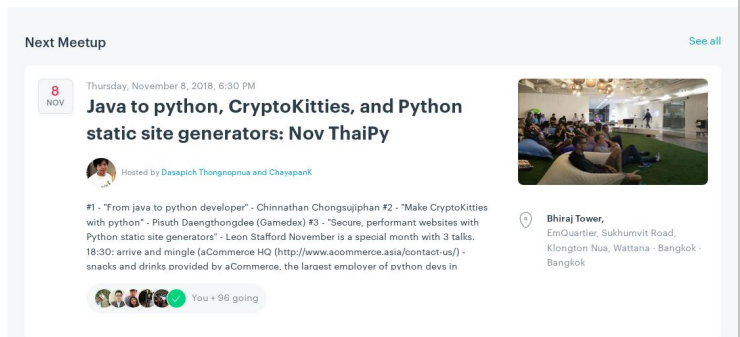 Next Meetup
See all
8
NOV
Thursday, November 8, 2018, 6:30 PM
Java to python, CryptoKitties, and Python
static site generators: Nov ThaiPy
Hosted by Dasapich Thongnopnua and ChayapanK
#1 - "From java to python developer" - Chinnathan Chongsujiphan #2 - "Make CryptoKitties
with python" - Pisuth Daengthongdee (Gamedex) #3 - "Secure, performant websites with
Python static site generators" - Leon Stafford November is a special month with 3 talks.
18:30: arrive and mingle (aCommerce HQ (http://www.acommerce.asia/contact-us/) -
snacks and drinks provided by aCommerce, the largest employer of python devs in
You + 96 going
Bhiraj Tower,
EmQuartier, Sukhumvit Road,
Klongton Nua, Wattana - Bangkok -
Bangkok